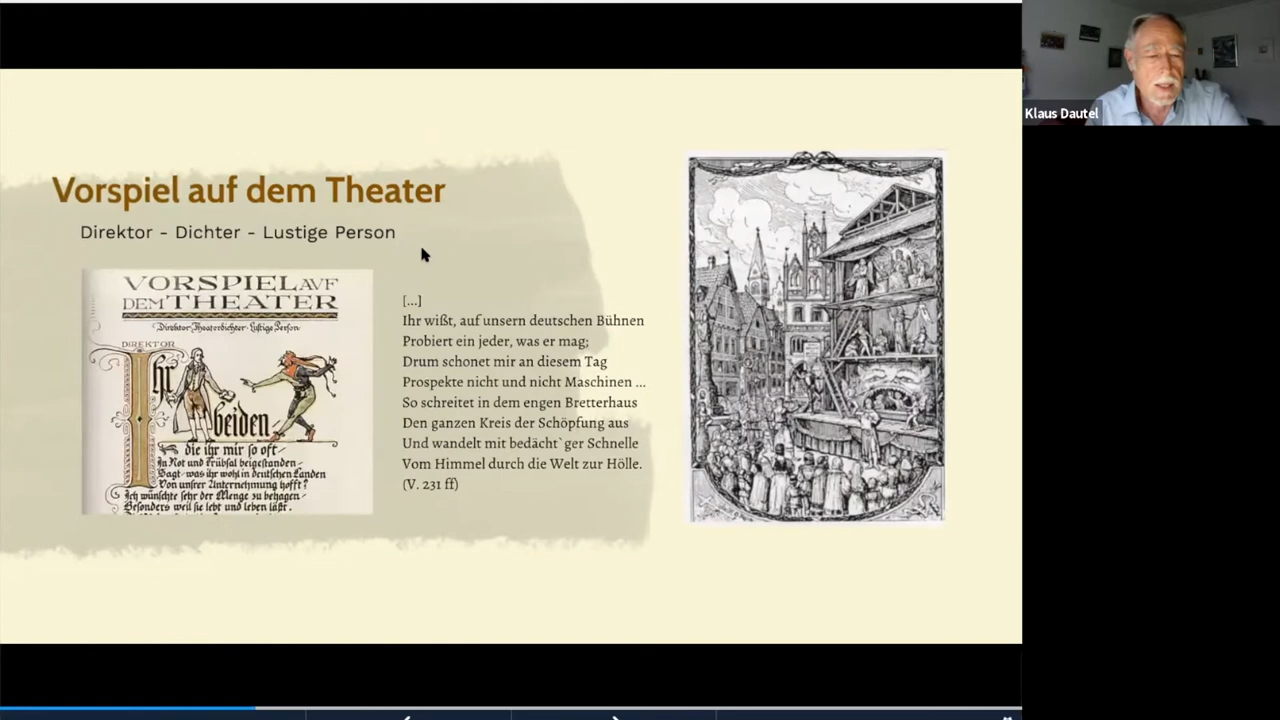 Vorspiel auf dem Theater
Direktor - Dichter - Lustige Person
VORSPIEL AUF
DEM THEATER
Direktor Theaterdichter Lustige Person
DIREKTOR
Ihr
beiden
die ihr mir so oft
In Not und Trübsal beigestanden
Sagt was ihr wohl in deutschen Landen
Von unsrer Unternehmung hofft?
Ich wünschte sehr der Menge zu behagen
Besonders weil sie lebt und leben läßt.
[...]
Ihr wißt, auf unsern deutschen Bühnen
Probiert ein jeder, was er mag;
Drum schonet mir an diesem Tag
Prospekte nicht und nicht Maschinen ...
So schreitet in dem engen Bretterhaus
Den ganzen Kreis der Schöpfung aus
Und wandelt mit bedächt`ger Schnelle
Vom Himmel durch die Welt zur Hölle.
(V. 231 ff)
Klaus Dautel